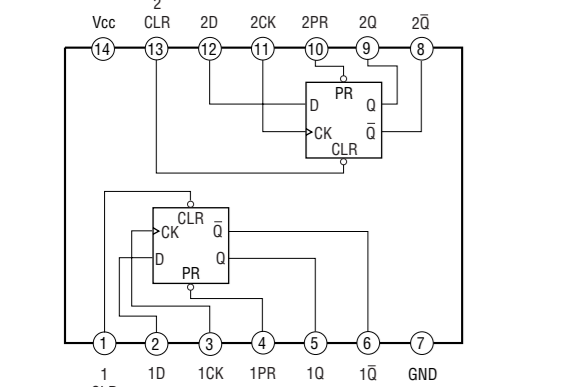 2
Vcc CLR 2D 2CK 2PR 2Q 2Q̅
14 13 12 11 10 9 8
PR
D Q
CK Q̅
CLR
CLR
CK Q̅
D Q
PR
1 2 3 4 5 6 7
1 1D 1CK 1PR 1Q 1Q̅ GND